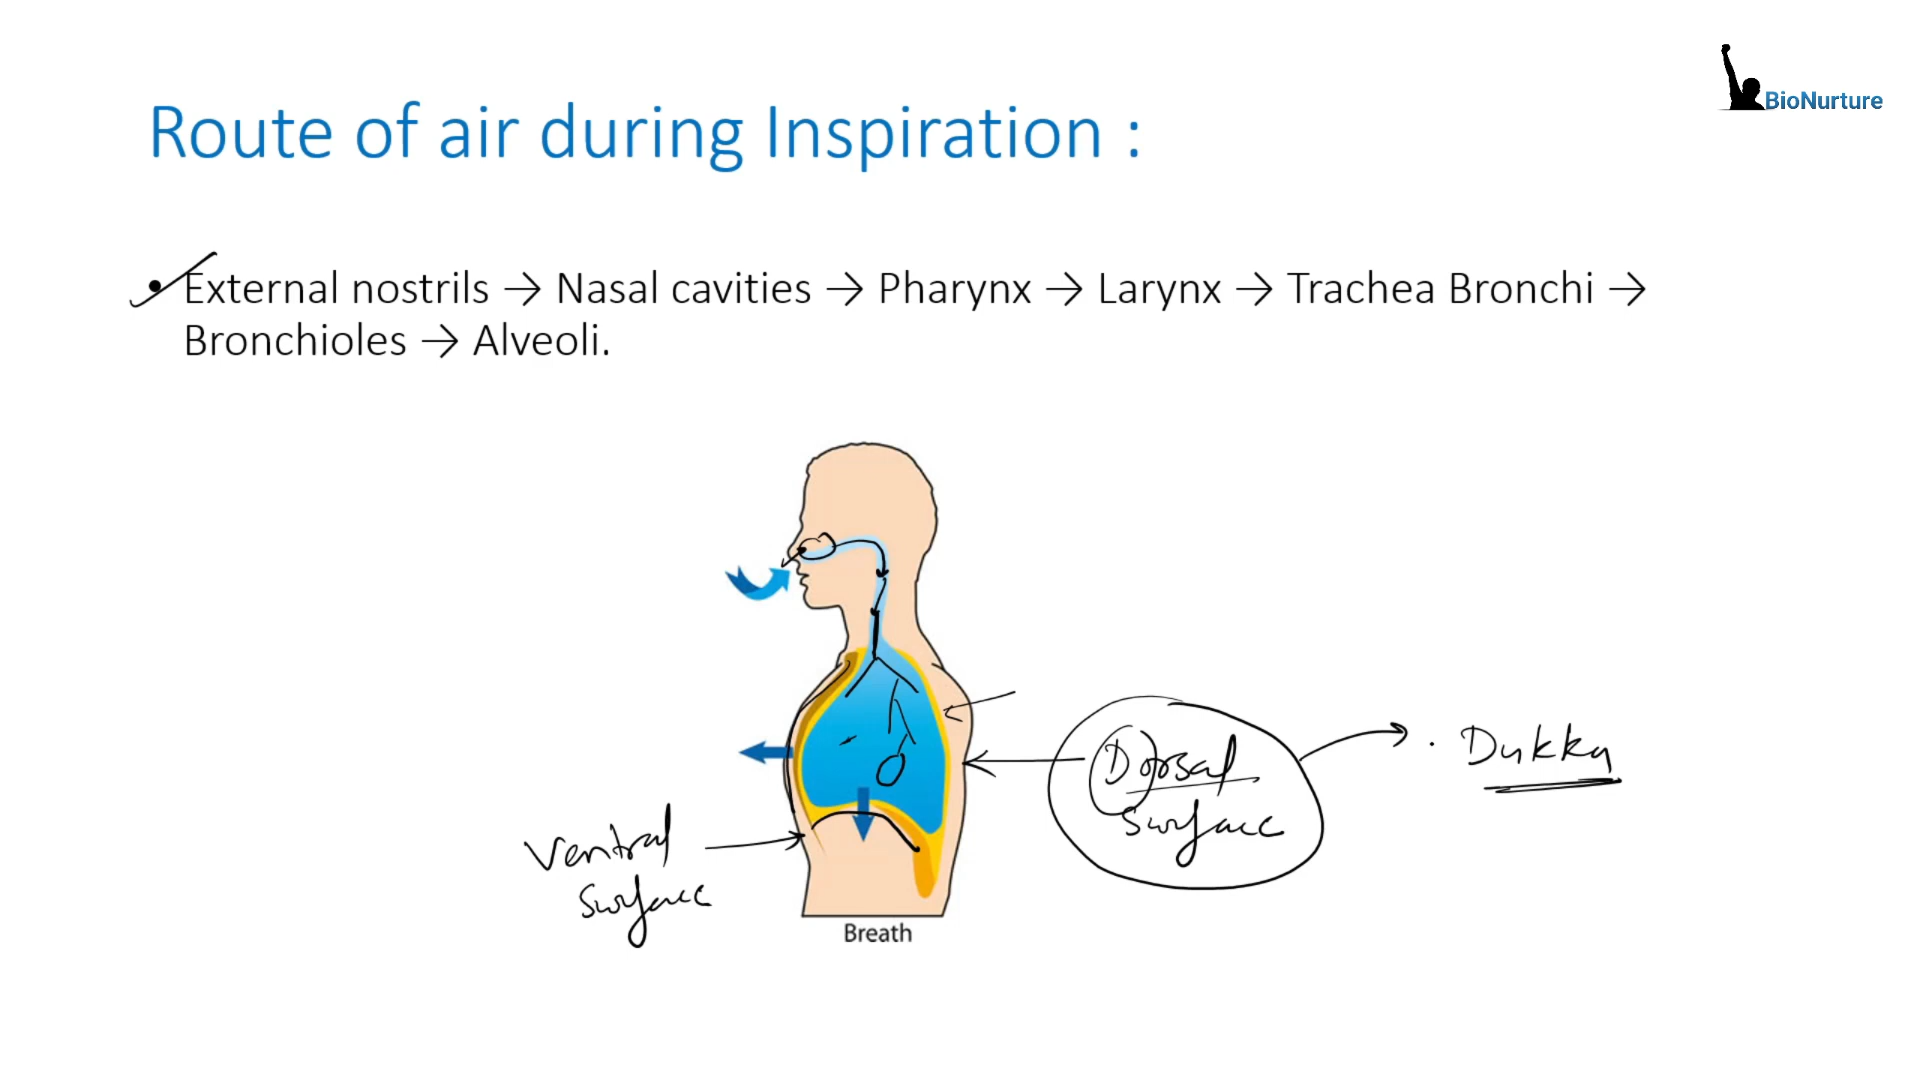 BioNurture
Route of air during Inspiration :
• External nostrils → Nasal cavities → Pharynx → Larynx → Trachea Bronchi →
Bronchioles → Alveoli.
Dorsal
Surface
Dukka
Ventral
Surface
Breath